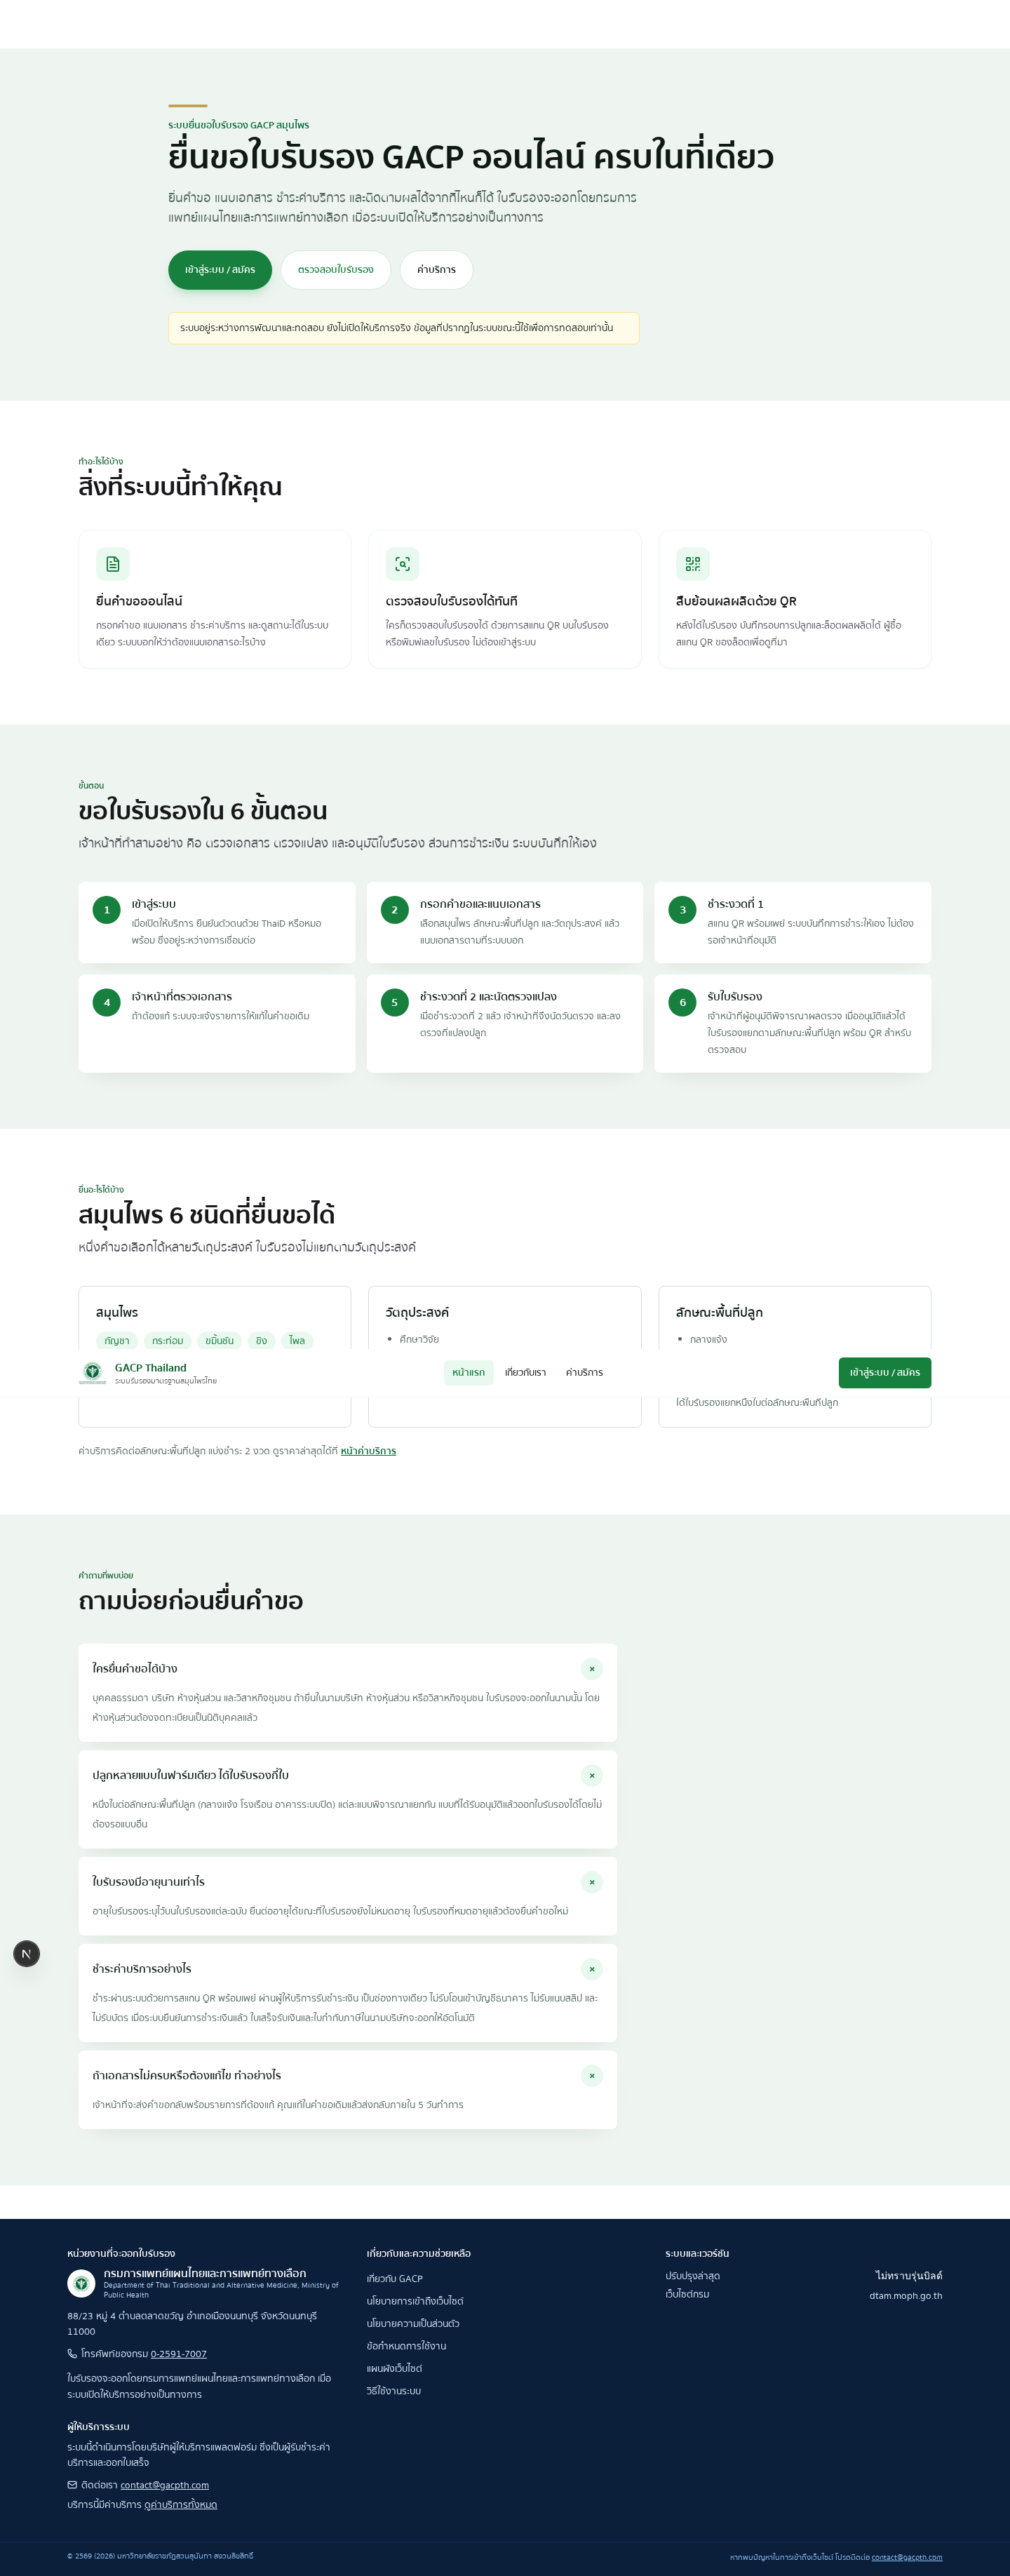 ระบบยื่นขอใบรับรอง GACP สมุนไพร
ยื่นขอใบรับรอง GACP ออนไลน์ ครบในที่เดียว
ยื่นคำขอ แนบเอกสาร ชำระค่าบริการ และติดตามผลได้จากที่ไหนก็ได้ ใบรับรองจะออกโดยกรมการ
แพทย์แผนไทยและการแพทย์ทางเลือก เมื่อระบบเปิดให้บริการอย่างเป็นทางการ
เข้าสู่ระบบ / สมัคร
ตรวจสอบใบรับรอง
ค่าบริการ
ระบบอยู่ระหว่างการพัฒนาและทดสอบ ยังไม่เปิดให้บริการจริง ข้อมูลที่ปรากฏในระบบขณะนี้ใช้เพื่อการทดสอบเท่านั้น
ทำอะไรได้บ้าง
สิ่งที่ระบบนี้ทำให้คุณ
ยื่นคำขอออนไลน์
กรอกคำขอ แนบเอกสาร ชำระค่าบริการ และดูสถานะได้ในระบบ
เดียว ระบบบอกให้ว่าต้องแนบเอกสารอะไรบ้าง
ตรวจสอบใบรับรองได้ทันที
ใครก็ตรวจสอบใบรับรองได้ ด้วยการสแกน QR บนใบรับรอง
หรือพิมพ์เลขใบรับรอง ไม่ต้องเข้าสู่ระบบ
สืบย้อนผลผลิตด้วย QR
หลังได้ใบรับรอง บันทึกรอบการปลูกและล็อตผลผลิตได้ ผู้ซื้อ
สแกน QR ของล็อตเพื่อดูที่มา
ขั้นตอน
ขอใบรับรองใน 6 ขั้นตอน
เจ้าหน้าที่ทำสามอย่าง คือ ตรวจเอกสาร ตรวจแปลง และอนุมัติใบรับรอง ส่วนการชำระเงิน ระบบบันทึกให้เอง
1
เข้าสู่ระบบ
เมื่อเปิดให้บริการ ยืนยันตัวตนด้วย ThaiD หรือหมอ
พร้อม ซึ่งอยู่ระหว่างการเชื่อมต่อ
2
กรอกคำขอและแนบเอกสาร
เลือกสมุนไพร ลักษณะพื้นที่ปลูก และวัตถุประสงค์ แล้ว
แนบเอกสารตามที่ระบบบอก
3
ชำระงวดที่ 1
สแกน QR พร้อมเพย์ ระบบบันทึกการชำระให้เอง ไม่ต้อง
รอเจ้าหน้าที่อนุมัติ
4
เจ้าหน้าที่ตรวจเอกสาร
ถ้าต้องแก้ ระบบจะแจ้งรายการให้แก้ในคำขอเดิม
5
ชำระงวดที่ 2 และนัดตรวจแปลง
เมื่อชำระงวดที่ 2 แล้ว เจ้าหน้าที่จึงนัดวันตรวจ และลง
ตรวจที่แปลงปลูก
6
รับใบรับรอง
เจ้าหน้าที่ผู้อนุมัติพิจารณาผลตรวจ เมื่ออนุมัติแล้วได้
ใบรับรองแยกตามลักษณะพื้นที่ปลูก พร้อม QR สำหรับ
ตรวจสอบ
ยื่นอะไรได้บ้าง
สมุนไพร 6 ชนิดที่ยื่นขอได้
หนึ่งคำขอเลือกได้หลายวัตถุประสงค์ ใบรับรองไม่แยกตามวัตถุประสงค์
สมุนไพร
กัญชา
กระท่อม
ขมิ้นชัน
ขิง
ไพล
วัตถุประสงค์
ศึกษาวิจัย
ลักษณะพื้นที่ปลูก
กลางแจ้ง
GACP Thailand
ระบบรับรองมาตรฐานสมุนไพรไทย
หน้าแรก
เกี่ยวกับเรา
ค่าบริการ
เข้าสู่ระบบ / สมัคร
ได้ใบรับรองแยกหนึ่งใบต่อลักษณะพื้นที่ปลูก
ค่าบริการคิดต่อลักษณะพื้นที่ปลูก แบ่งชำระ 2 งวด ดูราคาล่าสุดได้ที่ หน้าค่าบริการ
คำถามที่พบบ่อย
ถามบ่อยก่อนยื่นคำขอ
ใครยื่นคำขอได้บ้าง
บุคคลธรรมดา บริษัท ห้างหุ้นส่วน และวิสาหกิจชุมชน ถ้ายื่นในนามบริษัท ห้างหุ้นส่วน หรือวิสาหกิจชุมชน ใบรับรองจะออกในนามนั้น โดย
ห้างหุ้นส่วนต้องจดทะเบียนเป็นนิติบุคคลแล้ว
ปลูกหลายแบบในฟาร์มเดียว ได้ใบรับรองกี่ใบ
หนึ่งใบต่อลักษณะพื้นที่ปลูก (กลางแจ้ง โรงเรือน อาคารระบบปิด) แต่ละแบบพิจารณาแยกกัน แบบที่ได้รับอนุมัติแล้วออกใบรับรองได้โดยไม่
ต้องรอแบบอื่น
ใบรับรองมีอายุนานเท่าไร
อายุใบรับรองระบุไว้บนใบรับรองแต่ละฉบับ ยื่นต่ออายุได้ขณะที่ใบรับรองยังไม่หมดอายุ ใบรับรองที่หมดอายุแล้วต้องยื่นคำขอใหม่
ชำระค่าบริการอย่างไร
ชำระผ่านระบบด้วยการสแกน QR พร้อมเพย์ ผ่านผู้ให้บริการรับชำระเงิน เป็นช่องทางเดียว ไม่รับโอนเข้าบัญชีธนาคาร ไม่รับแนบสลิป และ
ไม่รับบัตร เมื่อระบบยืนยันการชำระเงินแล้ว ใบเสร็จรับเงินและใบกำกับภาษีในนามบริษัทจะออกให้อัตโนมัติ
ถ้าเอกสารไม่ครบหรือต้องแก้ไข ทำอย่างไร
เจ้าหน้าที่จะส่งคำขอกลับพร้อมรายการที่ต้องแก้ คุณแก้ในคำขอเดิมแล้วส่งกลับภายใน 5 วันทำการ
N
หน่วยงานที่จะออกใบรับรอง
กรมการแพทย์แผนไทยและการแพทย์ทางเลือก
Department of Thai Traditional and Alternative Medicine, Ministry of
Public Health
88/23 หมู่ 4 ตำบลตลาดขวัญ อำเภอเมืองนนทบุรี จังหวัดนนทบุรี
11000
โทรศัพท์ของกรม 0-2591-7007
ใบรับรองจะออกโดยกรมการแพทย์แผนไทยและการแพทย์ทางเลือก เมื่อ
ระบบเปิดให้บริการอย่างเป็นทางการ
ผู้ให้บริการระบบ
ระบบนี้ดำเนินการโดยบริษัทผู้ให้บริการแพลตฟอร์ม ซึ่งเป็นผู้รับชำระค่า
บริการและออกใบเสร็จ
ติดต่อเรา contact@gacpth.com
บริการนี้มีค่าบริการ ดูค่าบริการทั้งหมด
เกี่ยวกับและความช่วยเหลือ
เกี่ยวกับ GACP
นโยบายการเข้าถึงเว็บไซต์
นโยบายความเป็นส่วนตัว
ข้อกำหนดการใช้งาน
แผนผังเว็บไซต์
วิธีใช้งานระบบ
ระบบและเวอร์ชัน
ปรับปรุงล่าสุด
ไม่ทราบรุ่นบิลด์
เว็บไซต์กรม
dtam.moph.go.th
© 2569 (2026) มหาวิทยาลัยราชภัฏสวนสุนันทา สงวนลิขสิทธิ์
หากพบปัญหาในการเข้าถึงเว็บไซต์ โปรดติดต่อ contact@gacpth.com